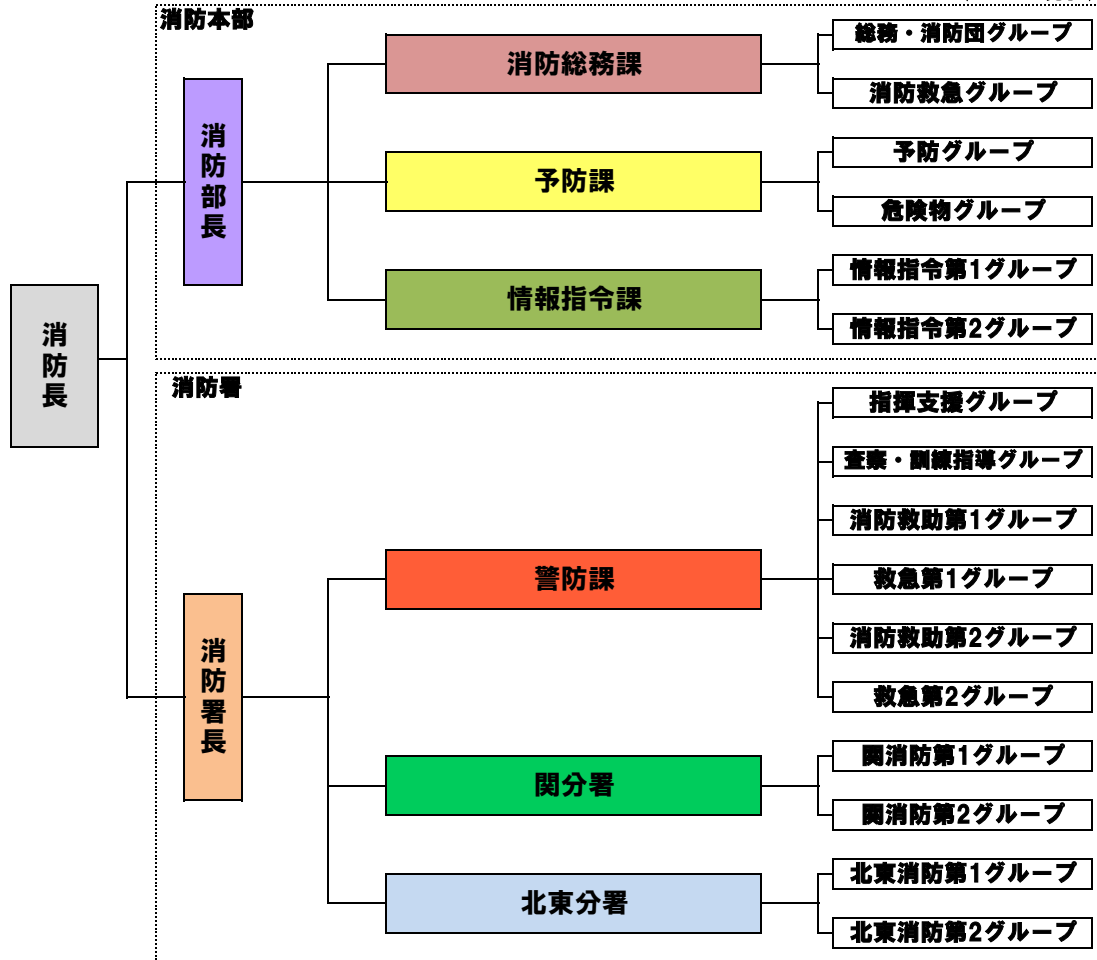 消防本部
総務・消防団グループ
消防総務課
消防救急グループ
消防部長
予防グループ
予防課
危険物グループ
情報指令第1グループ
情報指令課
情報指令第2グループ
消防長
消防署
指揮支援グループ
査察・訓練指導グループ
消防救助第1グループ
警防課
救急第1グループ
消防救助第2グループ
消防署長
救急第2グループ
関消防第1グループ
関分署
関消防第2グループ
北東消防第1グループ
北東分署
北東消防第2グループ